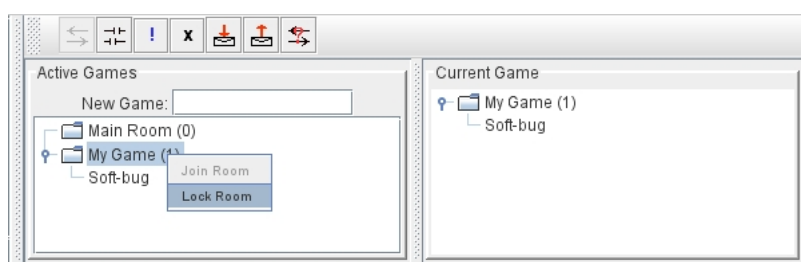 ! x ?
Active Games
New Game:
Main Room (0)
My Game (1)
Soft-bug
Join Room
Lock Room
Current Game
My Game (1)
Soft-bug